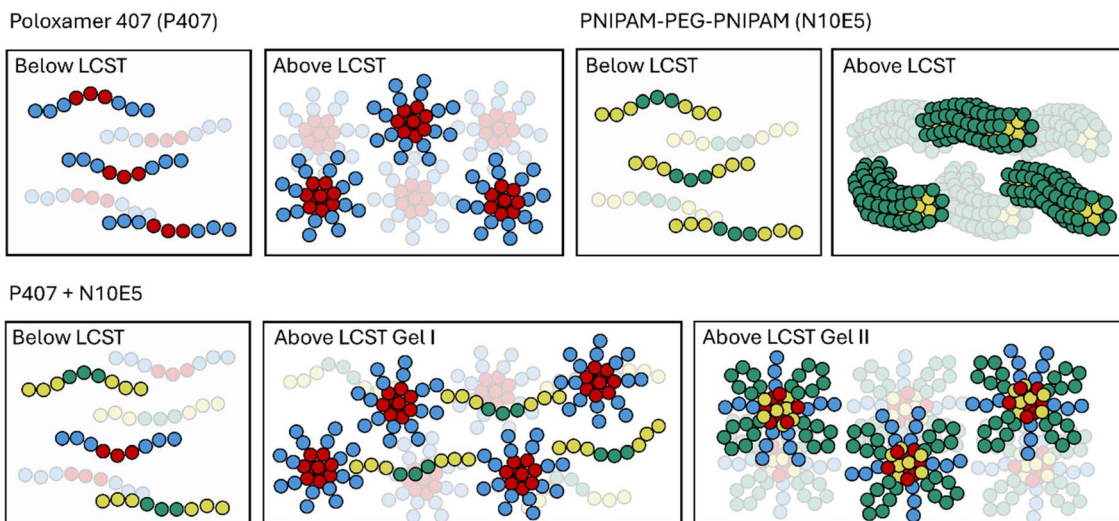 Poloxamer 407 (P407)
PNIPAM-PEG-PNIPAM (N10E5)
Below LCST
Above LCST
Below LCST
Above LCST
P407 + N10E5
Below LCST
Above LCST Gel I
Above LCST Gel II